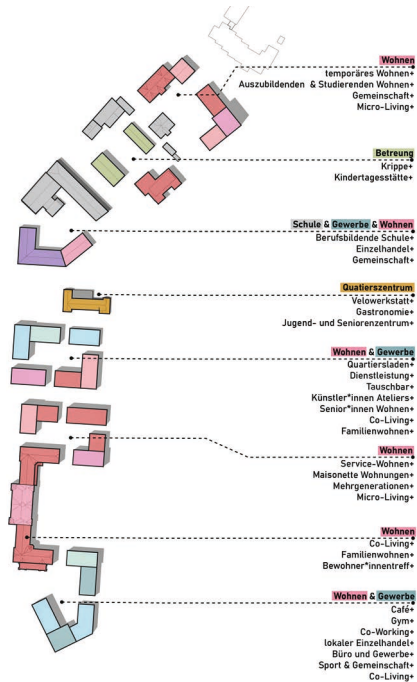 Wohnen
temporäres Wohnen+
Auszubildenden & Studierenden Wohnen+
Gemeinschaft+
Micro-Living+
Betreung
Krippe+
Kindertagesstätte+
Schule & Gewerbe & Wohnen
Berufsbildende Schule+
Einzelhandel+
Gemeinschaft+
Quatierszentrum
Velowerkstatt+
Gastronomie+
Jugend- und Seniorenzentrum+
Wohnen & Gewerbe
Quartiersladen+
Dienstleistung+
Tauschbar+
Künstler*innen Ateliers+
Senior*innen Wohnen+
Co-Living+
Familienwohnen+
Wohnen
Service-Wohnen+
Maisonette Wohnungen+
Mehrgenerationen+
Micro-Living+
Wohnen
Co-Living+
Familienwohnen+
Bewohner*innentreff+
Wohnen & Gewerbe
Café+
Gym+
Co-Working+
lokaler Einzelhandel+
Büro und Gewerbe+
Sport & Gemeinschaft+
Co-Living+